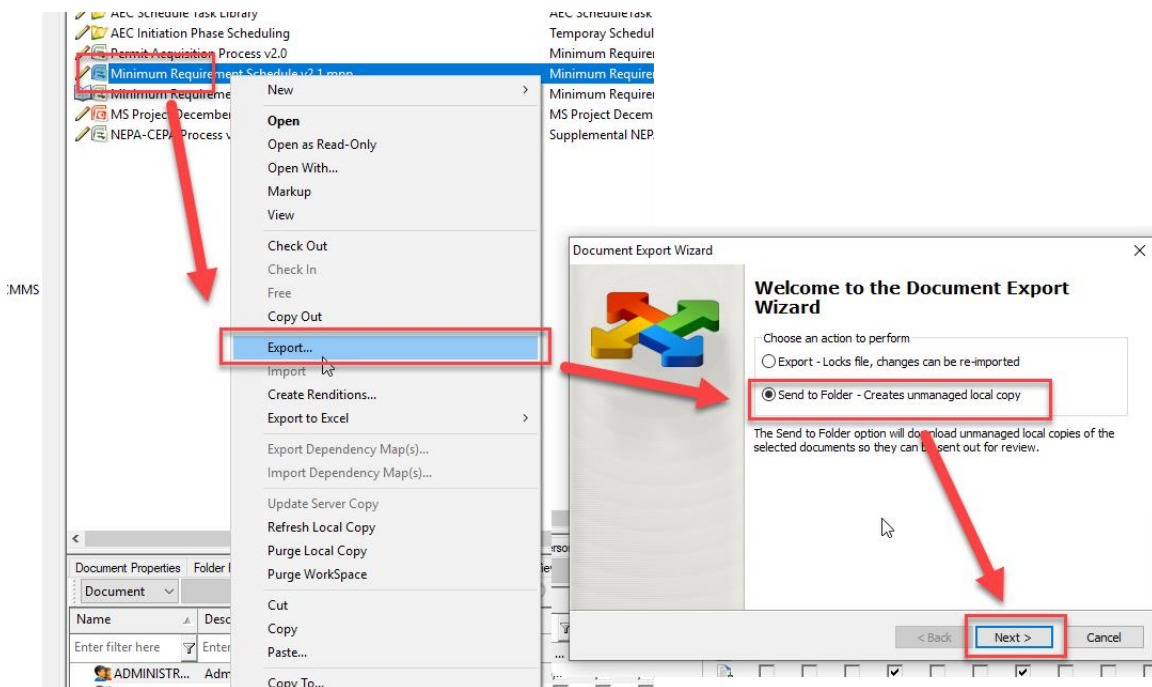 AEC Schedule Task Library
AEC ScheduleTask
AEC Initiation Phase Scheduling
Temporay Schedul
Permit Acquisition Process v2.0
Minimum Require
Minimum Requirement Schedule v2.1.mpp
Minimum Require
Minimum Requireme
Minimum Require
MS Project December
MS Project Decem
NEPA-CEPA Process v
Supplemental NEP.
:MMS
New
Open
Open as Read-Only
Open With...
Markup
View
Check Out
Check In
Free
Copy Out
Export...
Import
Create Renditions...
Export to Excel
Export Dependency Map(s)...
Import Dependency Map(s)...
Update Server Copy
Refresh Local Copy
Purge Local Copy
Purge WorkSpace
Cut
Copy
Paste...
Copy To...
Document Properties Folder
Document
Name Desc
Enter filter here Enter
ADMINISTR... Adm
Document Export Wizard
Welcome to the Document Export
Wizard
Choose an action to perform
Export - Locks file, changes can be re-imported
Send to Folder - Creates unmanaged local copy
The Send to Folder option will download unmanaged local copies of the
selected documents so they can be sent out for review.
< Back Next > Cancel